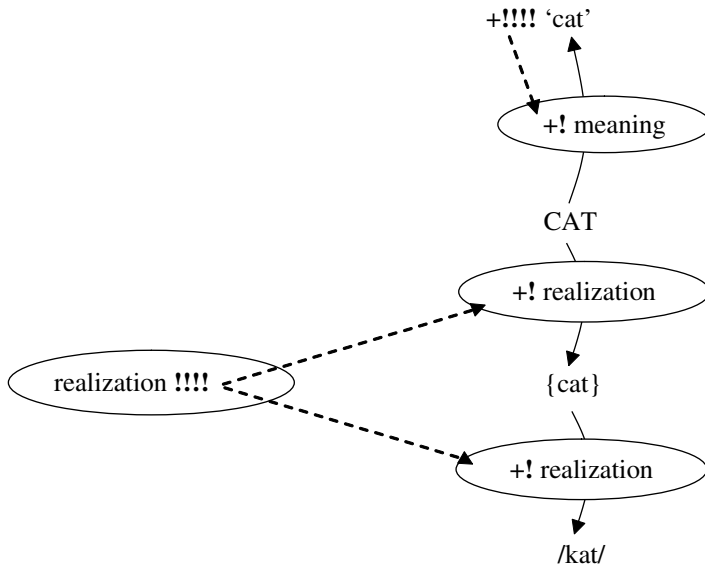 +!!!! ‘cat’
+! meaning
CAT
+! realization
realization !!!!
{cat}
+! realization
/kat/